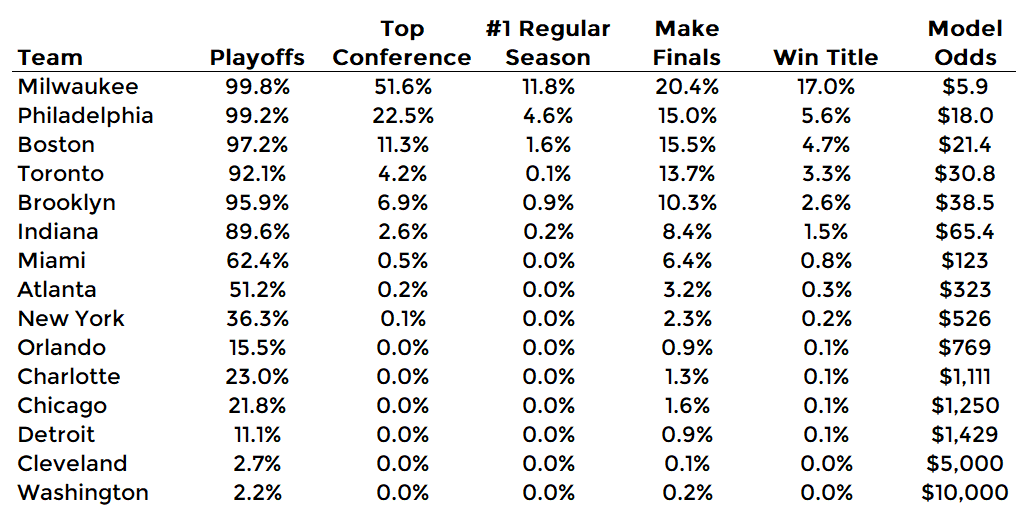 Team Playoffs Top Conference #1 Regular Season Make Finals Win Title Model Odds
Milwaukee 99.8% 51.6% 11.8% 20.4% 17.0% $5.9
Philadelphia 99.2% 22.5% 4.6% 15.0% 5.6% $18.0
Boston 97.2% 11.3% 1.6% 15.5% 4.7% $21.4
Toronto 92.1% 4.2% 0.1% 13.7% 3.3% $30.8
Brooklyn 95.9% 6.9% 0.9% 10.3% 2.6% $38.5
Indiana 89.6% 2.6% 0.2% 8.4% 1.5% $65.4
Miami 62.4% 0.5% 0.0% 6.4% 0.8% $123
Atlanta 51.2% 0.2% 0.0% 3.2% 0.3% $323
New York 36.3% 0.1% 0.0% 2.3% 0.2% $526
Orlando 15.5% 0.0% 0.0% 0.9% 0.1% $769
Charlotte 23.0% 0.0% 0.0% 1.3% 0.1% $1,111
Chicago 21.8% 0.0% 0.0% 1.6% 0.1% $1,250
Detroit 11.1% 0.0% 0.0% 0.9% 0.1% $1,429
Cleveland 2.7% 0.0% 0.0% 0.1% 0.0% $5,000
Washington 2.2% 0.0% 0.0% 0.2% 0.0% $10,000